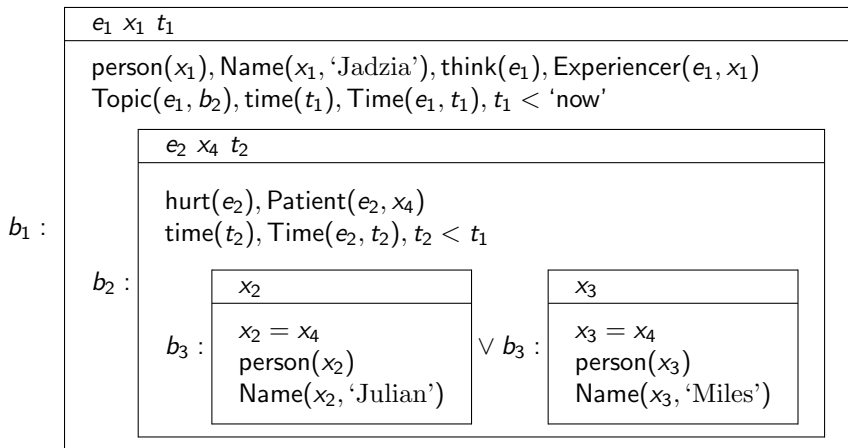 e₁ x₁ t₁
person(x₁), Name(x₁, ‘Jadzia’), think(e₁), Experiencer(e₁, x₁)
Topic(e₁, b₂), time(t₁), Time(e₁, t₁), t₁ < ‘now’
e₂ x₄ t₂
hurt(e₂), Patient(e₂, x₄)
time(t₂), Time(e₂, t₂), t₂ < t₁
b₁ :
b₂ :
x₂
b₃ :
x₂ = x₄
person(x₂)
Name(x₂, ‘Julian’)
∨ b₃ :
x₃
x₃ = x₄
person(x₃)
Name(x₃, ‘Miles’)